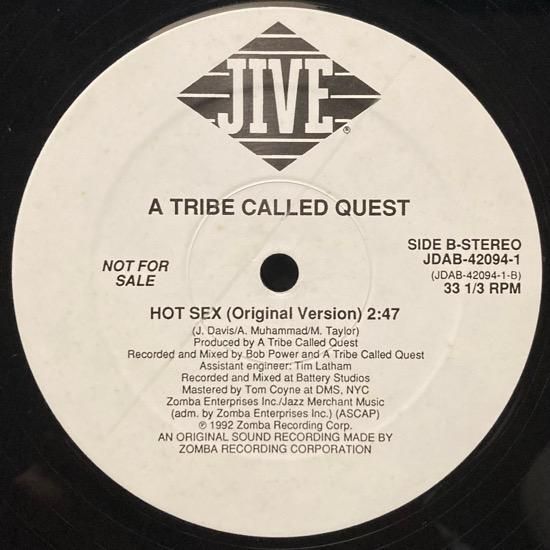 JIVE®
A TRIBE CALLED QUEST
SIDE B-STEREO
JDAB-42094-1
(JDAB-42094-1-B)
33 1/3 RPM
NOT FOR
SALE
HOT SEX (Original Version) 2:47
(J. Davis/A. Muhammad/M. Taylor)
Produced by A Tribe Called Quest
Recorded and Mixed by Bob Power and A Tribe Called Quest
Assistant engineer: Tim Latham
Recorded and Mixed at Battery Studios
Mastered by Tom Coyne at DMS, NYC
Zomba Enterprises Inc./Jazz Merchant Music
(adm. by Zomba Enterprises Inc.) (ASCAP)
℗ 1992 Zomba Recording Corp.
AN ORIGINAL SOUND RECORDING MADE BY
ZOMBA RECORDING CORPORATION